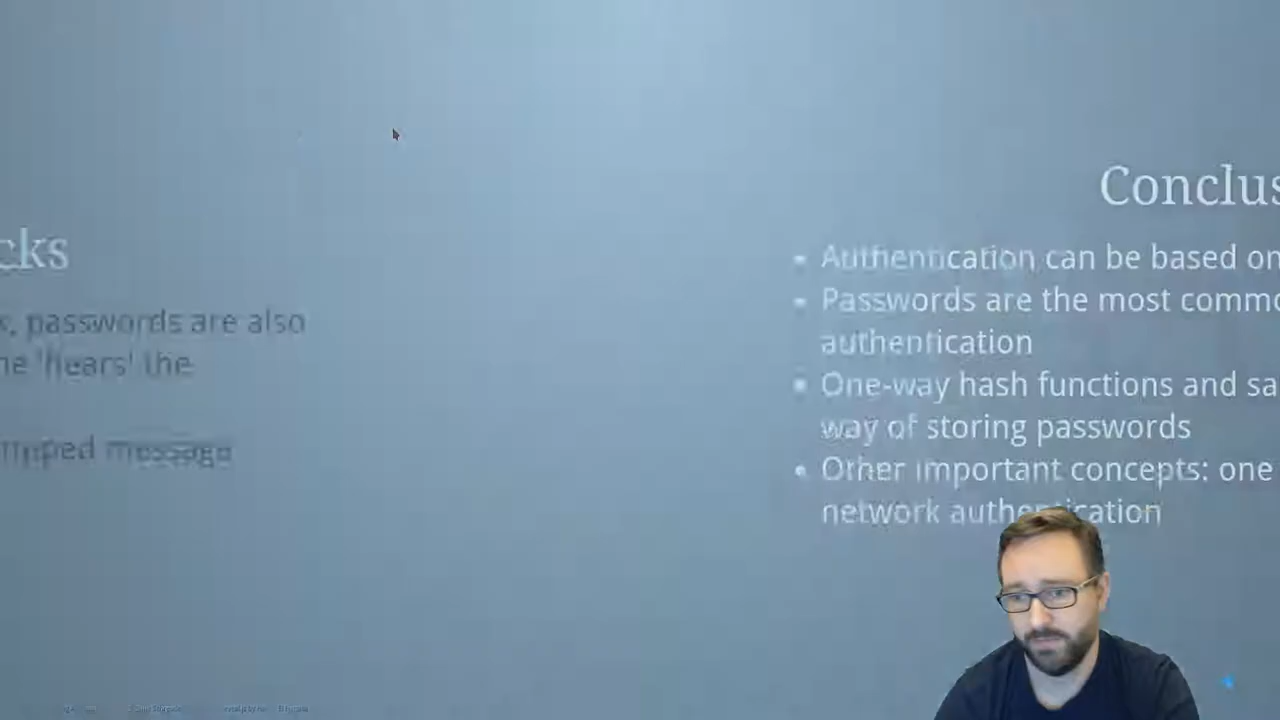 cks
, passwords are also
'hears' the
message
Conclus
Authentication can be based on
Passwords are the most commo
authentication
One-way hash functions and sa
way of storing passwords
Other important concepts: one
network authentication